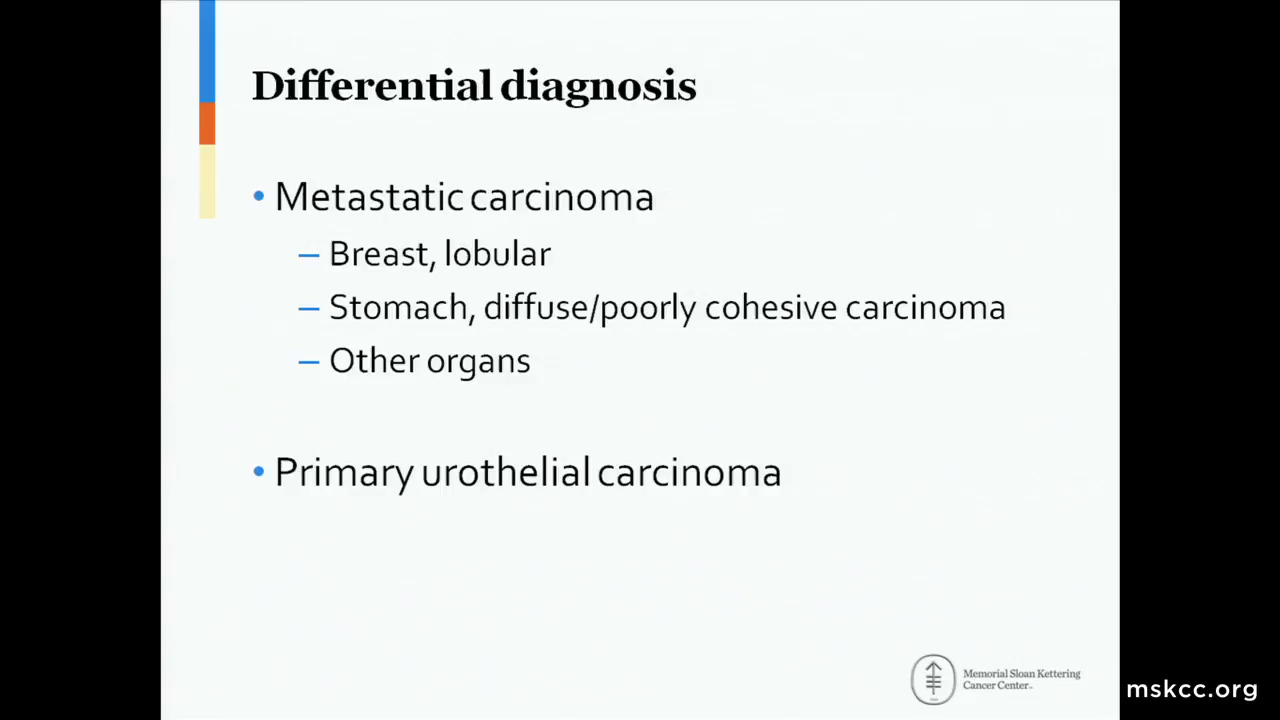 Differential diagnosis
• Metastatic carcinoma
– Breast, lobular
– Stomach, diffuse/poorly cohesive carcinoma
– Other organs
• Primary urothelial carcinoma
Memorial Sloan Kettering
Cancer Center
mskcc.org